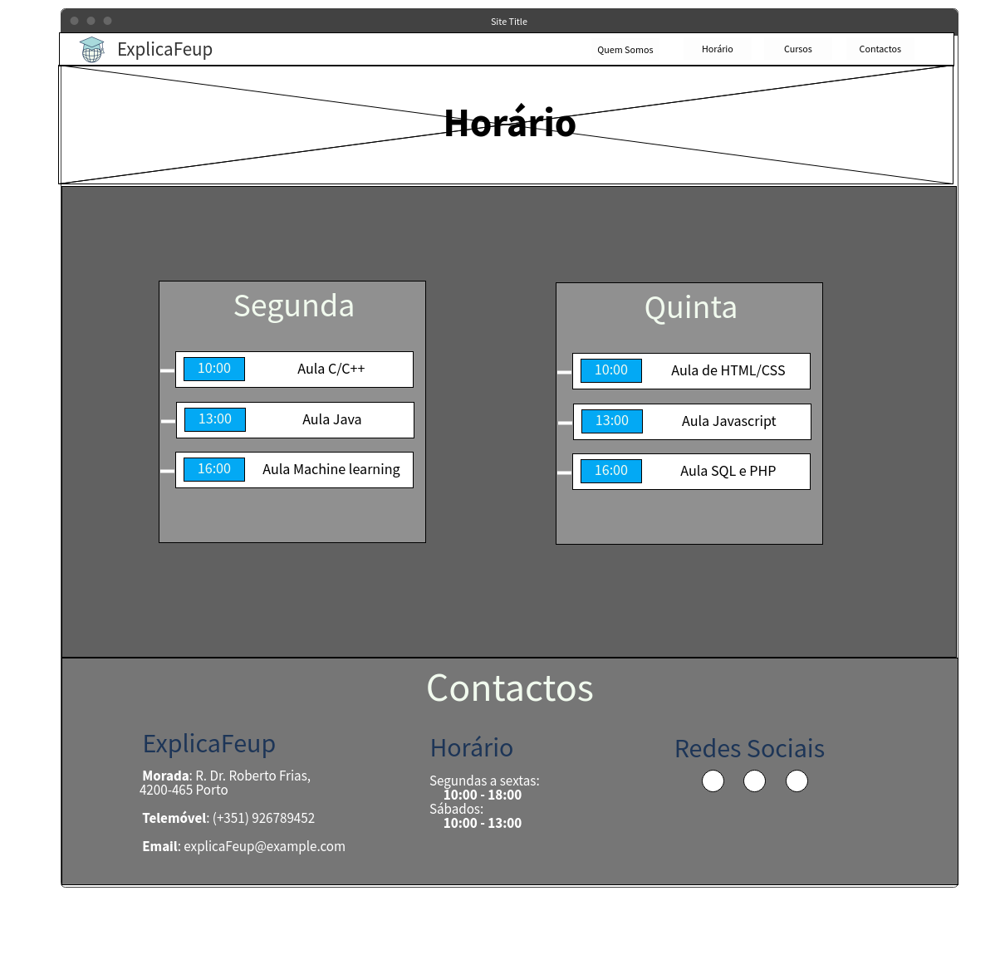 Site Title
ExplicaFeup
Quem Somos
Horário
Cursos
Contactos
Horário
Segunda
10:00 Aula C/C++
13:00 Aula Java
16:00 Aula Machine learning
Quinta
10:00 Aula de HTML/CSS
13:00 Aula Javascript
16:00 Aula SQL e PHP
Contactos
ExplicaFeup
Morada: R. Dr. Roberto Frias,
4200-465 Porto
Telemóvel: (+351) 926789452
Email: explicaFeup@example.com
Horário
Segundas a sextas:
10:00 - 18:00
Sábados:
10:00 - 13:00
Redes Sociais